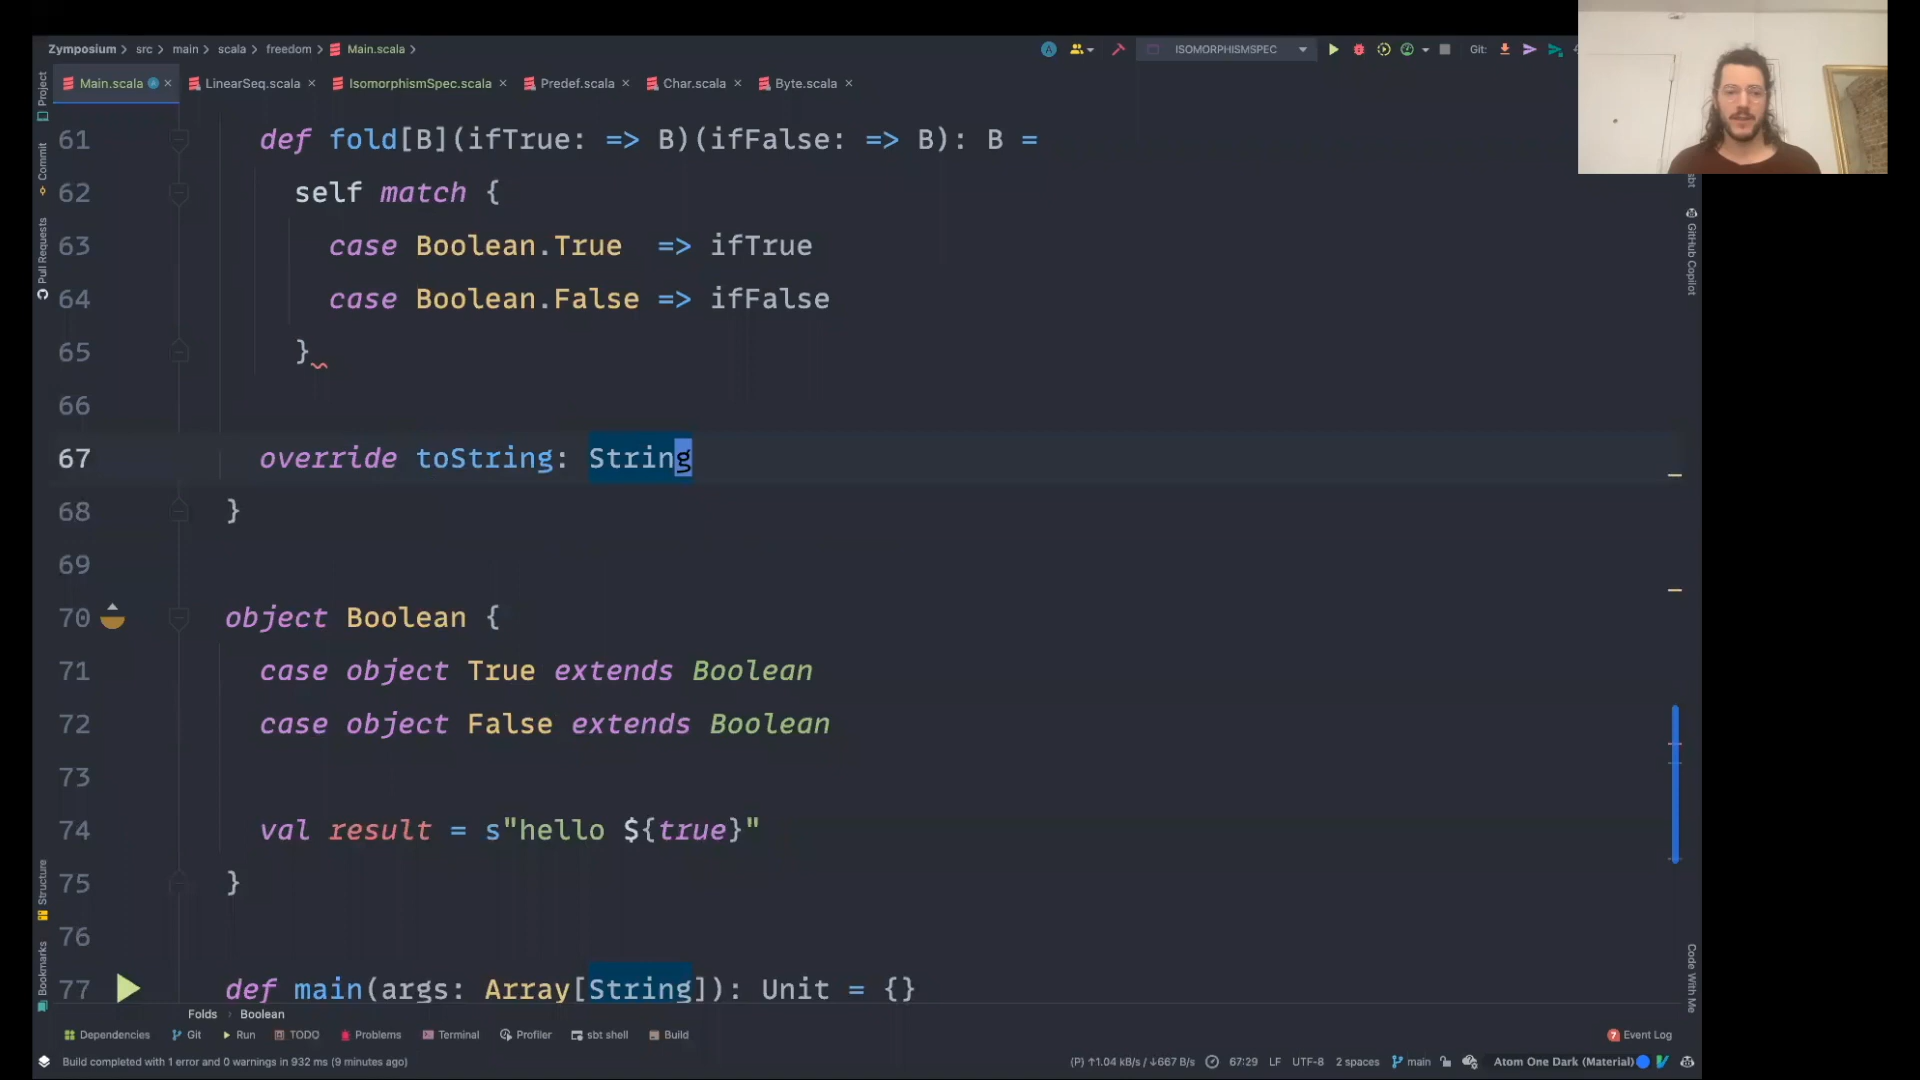 Zymposium > src > main > scala > freedom > Main.scala >
ISOMORPHISMSPEC
Git:
Main.scala
LinearSeq.scala
IsomorphismSpec.scala
Predef.scala
Char.scala
Byte.scala
Project
Commit
Pull Requests
Structure
Bookmarks
61 def fold[B](ifTrue: => B)(ifFalse: => B): B =
62 self match {
63 case Boolean.True => ifTrue
64 case Boolean.False => ifFalse
65 }
66
67 override toString: String
68 }
69
70 object Boolean {
71 case object True extends Boolean
72 case object False extends Boolean
73
74 val result = s"hello ${true}"
75 }
76
77 def main(args: Array[String]): Unit = {}
sbt
GitHub Copilot
Code With Me
Folds > Boolean
Dependencies
Git
Run
TODO
Problems
Terminal
Profiler
sbt shell
Build
7 Event Log
Build completed with 1 error and 0 warnings in 932 ms (9 minutes ago)
(P) ↑1.04 kB/s / ↓667 B/s
67:29
LF
UTF-8
2 spaces
main
Atom One Dark (Material)